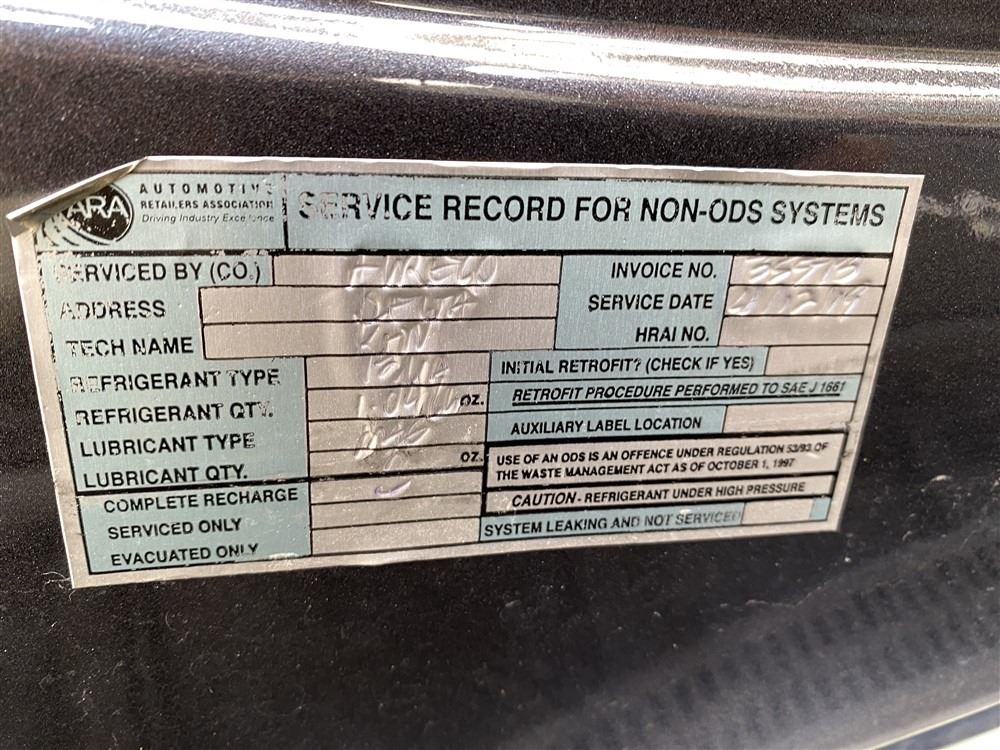 ARA
AUTOMOTIVE
RETAILERS ASSOCIATION
Driving Industry Excellence
SERVICE RECORD FOR NON-ODS SYSTEMS
SERVICED BY (CO.)
ADDRESS
TECH NAME
REFRIGERANT TYPE
REFRIGERANT QTY. OZ.
LUBRICANT TYPE
LUBRICANT QTY. OZ.
COMPLETE RECHARGE ✓
SERVICED ONLY
EVACUATED ONLY
INVOICE NO.
SERVICE DATE
HRAI NO.
INITIAL RETROFIT? (CHECK IF YES)
RETROFIT PROCEDURE PERFORMED TO SAE J 1661
AUXILIARY LABEL LOCATION
USE OF AN ODS IS AN OFFENCE UNDER REGULATION 53/93 OF
THE WASTE MANAGEMENT ACT AS OF OCTOBER 1, 1997
CAUTION - REFRIGERANT UNDER HIGH PRESSURE
SYSTEM LEAKING AND NOT SERVICED